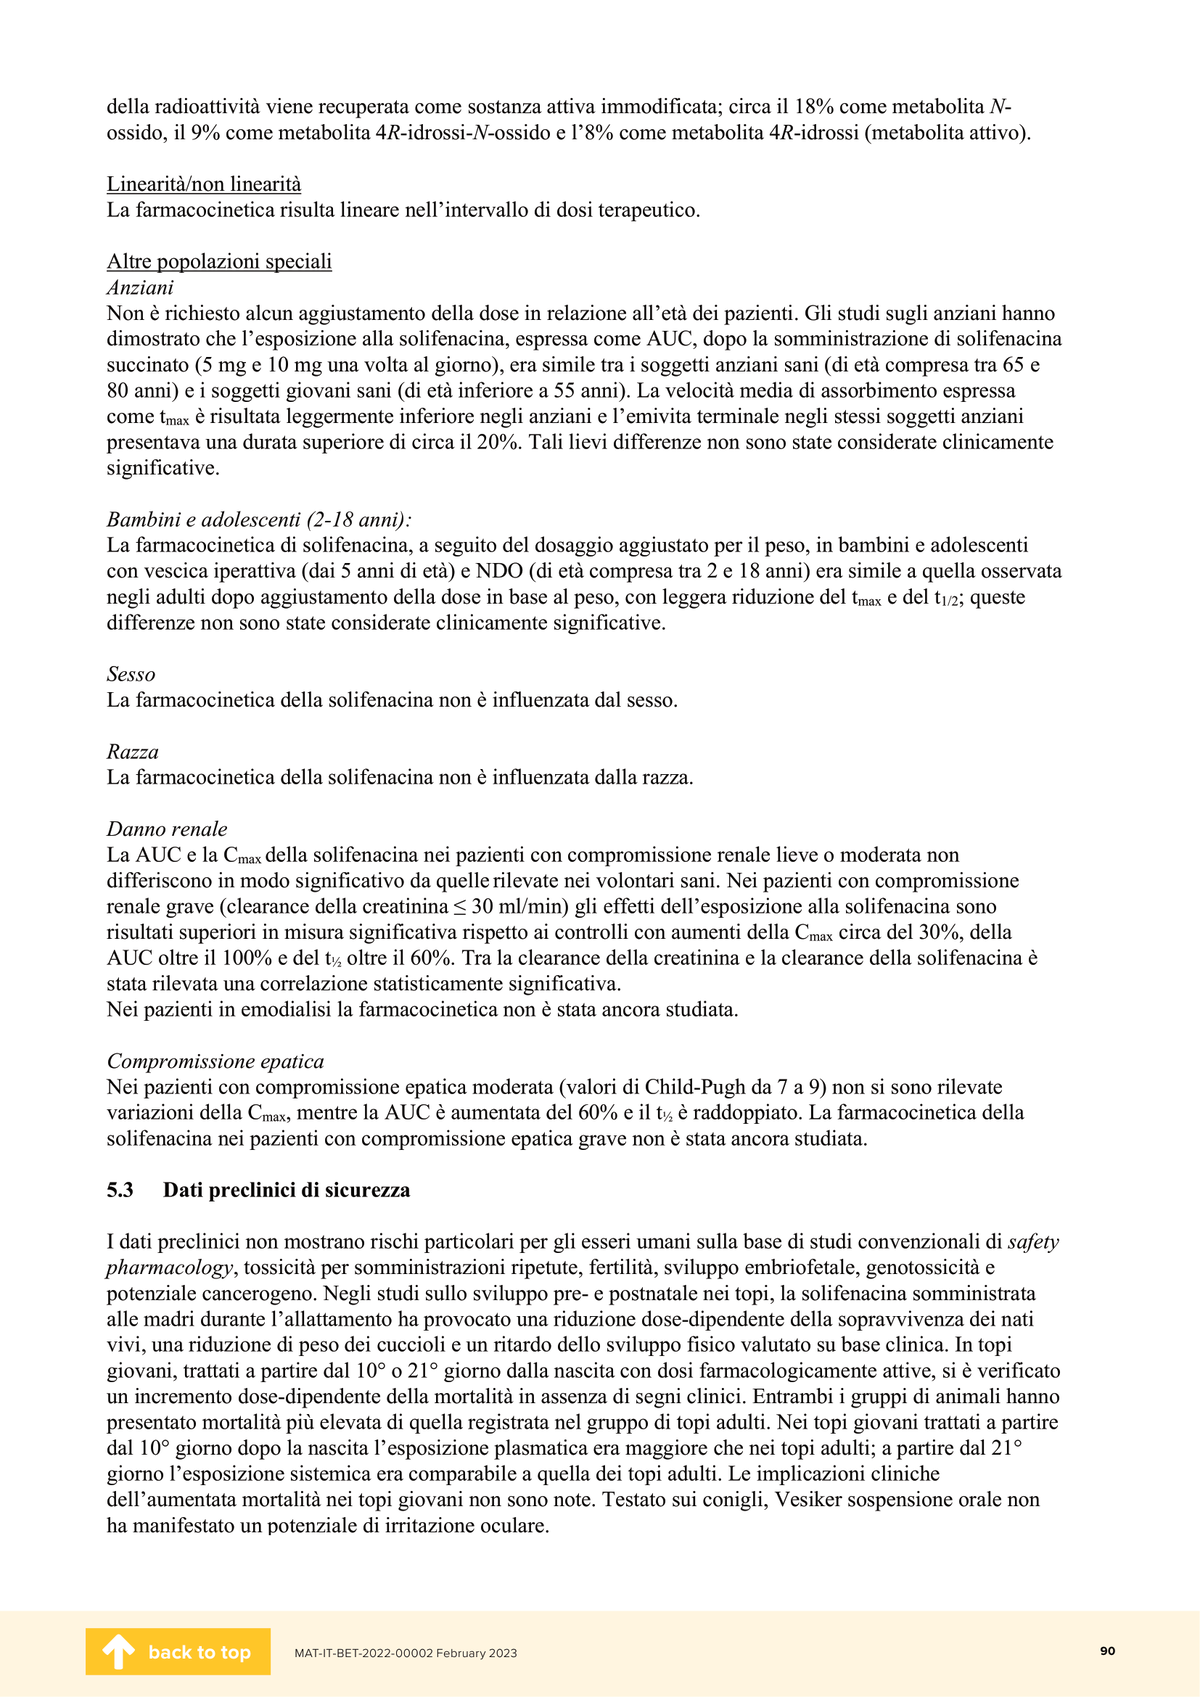 della radioattività viene recuperata come sostanza attiva immodificata; circa il 18% come metabolita N-
ossido, il 9% come metabolita 4R-idrossi-N-ossido e l’8% come metabolita 4R-idrossi (metabolita attivo).
Linearità/non linearità
La farmacocinetica risulta lineare nell’intervallo di dosi terapeutico.
Altre popolazioni speciali
Anziani
Non è richiesto alcun aggiustamento della dose in relazione all’età dei pazienti. Gli studi sugli anziani hanno
dimostrato che l’esposizione alla solifenacina, espressa come AUC, dopo la somministrazione di solifenacina
succinato (5 mg e 10 mg una volta al giorno), era simile tra i soggetti anziani sani (di età compresa tra 65 e
80 anni) e i soggetti giovani sani (di età inferiore a 55 anni). La velocità media di assorbimento espressa
come tmax è risultata leggermente inferiore negli anziani e l’emivita terminale negli stessi soggetti anziani
presentava una durata superiore di circa il 20%. Tali lievi differenze non sono state considerate clinicamente
significative.
Bambini e adolescenti (2-18 anni):
La farmacocinetica di solifenacina, a seguito del dosaggio aggiustato per il peso, in bambini e adolescenti
con vescica iperattiva (dai 5 anni di età) e NDO (di età compresa tra 2 e 18 anni) era simile a quella osservata
negli adulti dopo aggiustamento della dose in base al peso, con leggera riduzione del tmax e del t1/2; queste
differenze non sono state considerate clinicamente significative.
Sesso
La farmacocinetica della solifenacina non è influenzata dal sesso.
Razza
La farmacocinetica della solifenacina non è influenzata dalla razza.
Danno renale
La AUC e la Cmax della solifenacina nei pazienti con compromissione renale lieve o moderata non
differiscono in modo significativo da quelle rilevate nei volontari sani. Nei pazienti con compromissione
renale grave (clearance della creatinina ≤ 30 ml/min) gli effetti dell’esposizione alla solifenacina sono
risultati superiori in misura significativa rispetto ai controlli con aumenti della Cmax circa del 30%, della
AUC oltre il 100% e del t½ oltre il 60%. Tra la clearance della creatinina e la clearance della solifenacina è
stata rilevata una correlazione statisticamente significativa.
Nei pazienti in emodialisi la farmacocinetica non è stata ancora studiata.
Compromissione epatica
Nei pazienti con compromissione epatica moderata (valori di Child-Pugh da 7 a 9) non si sono rilevate
variazioni della Cmax, mentre la AUC è aumentata del 60% e il t½ è raddoppiato. La farmacocinetica della
solifenacina nei pazienti con compromissione epatica grave non è stata ancora studiata.
5.3 Dati preclinici di sicurezza
I dati preclinici non mostrano rischi particolari per gli esseri umani sulla base di studi convenzionali di safety
pharmacology, tossicità per somministrazioni ripetute, fertilità, sviluppo embriofetale, genotossicità e
potenziale cancerogeno. Negli studi sullo sviluppo pre- e postnatale nei topi, la solifenacina somministrata
alle madri durante l’allattamento ha provocato una riduzione dose-dipendente della sopravvivenza dei nati
vivi, una riduzione di peso dei cuccioli e un ritardo dello sviluppo fisico valutato su base clinica. In topi
giovani, trattati a partire dal 10° o 21° giorno dalla nascita con dosi farmacologicamente attive, si è verificato
un incremento dose-dipendente della mortalità in assenza di segni clinici. Entrambi i gruppi di animali hanno
presentato mortalità più elevata di quella registrata nel gruppo di topi adulti. Nei topi giovani trattati a partire
dal 10° giorno dopo la nascita l’esposizione plasmatica era maggiore che nei topi adulti; a partire dal 21°
giorno l’esposizione sistemica era comparabile a quella dei topi adulti. Le implicazioni cliniche
dell’aumentata mortalità nei topi giovani non sono note. Testato sui conigli, Vesiker sospensione orale non
ha manifestato un potenziale di irritazione oculare.
back to top
MAT-IT-BET-2022-00002 February 2023
90